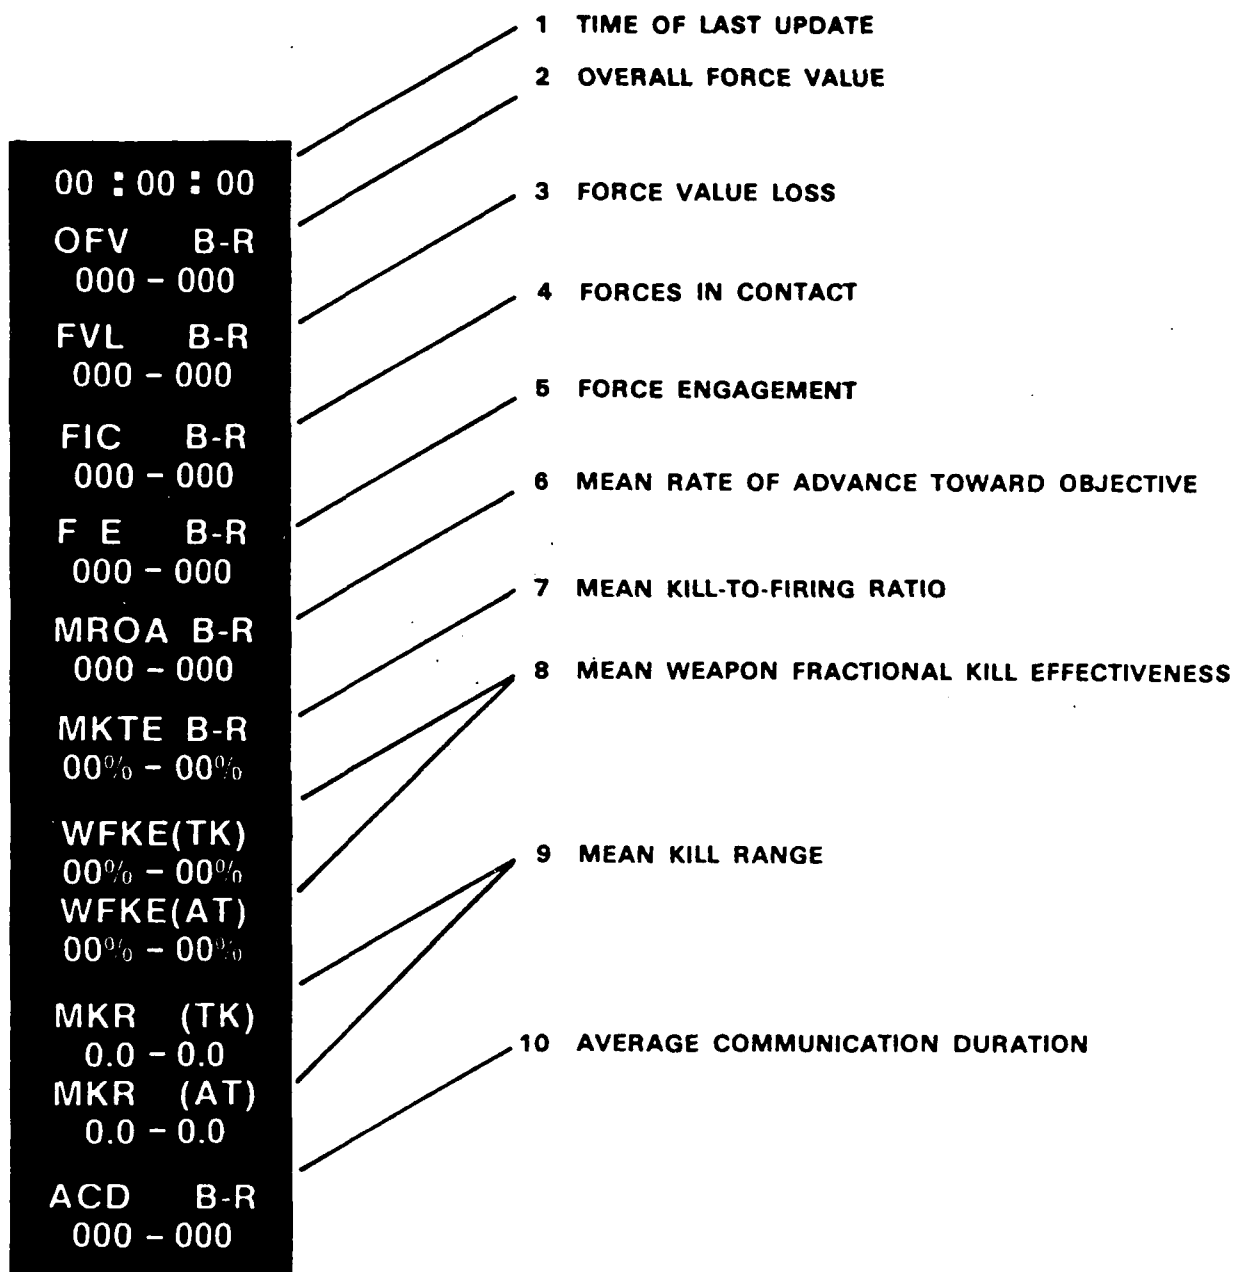 1 TIME OF LAST UPDATE
2 OVERALL FORCE VALUE
3 FORCE VALUE LOSS
4 FORCES IN CONTACT
5 FORCE ENGAGEMENT
6 MEAN RATE OF ADVANCE TOWARD OBJECTIVE
7 MEAN KILL-TO-FIRING RATIO
8 MEAN WEAPON FRACTIONAL KILL EFFECTIVENESS
9 MEAN KILL RANGE
10 AVERAGE COMMUNICATION DURATION
00 : 00 : 00
OFV B-R
000 - 000
FVL B-R
000 - 000
FIC B-R
000 - 000
F E B-R
000 - 000
MROA B-R
000 - 000
MKTE B-R
00% - 00%
WFKE(TK)
00% - 00%
WFKE(AT)
00% - 00%
MKR (TK)
0.0 - 0.0
MKR (AT)
0.0 - 0.0
ACD B-R
000 - 000